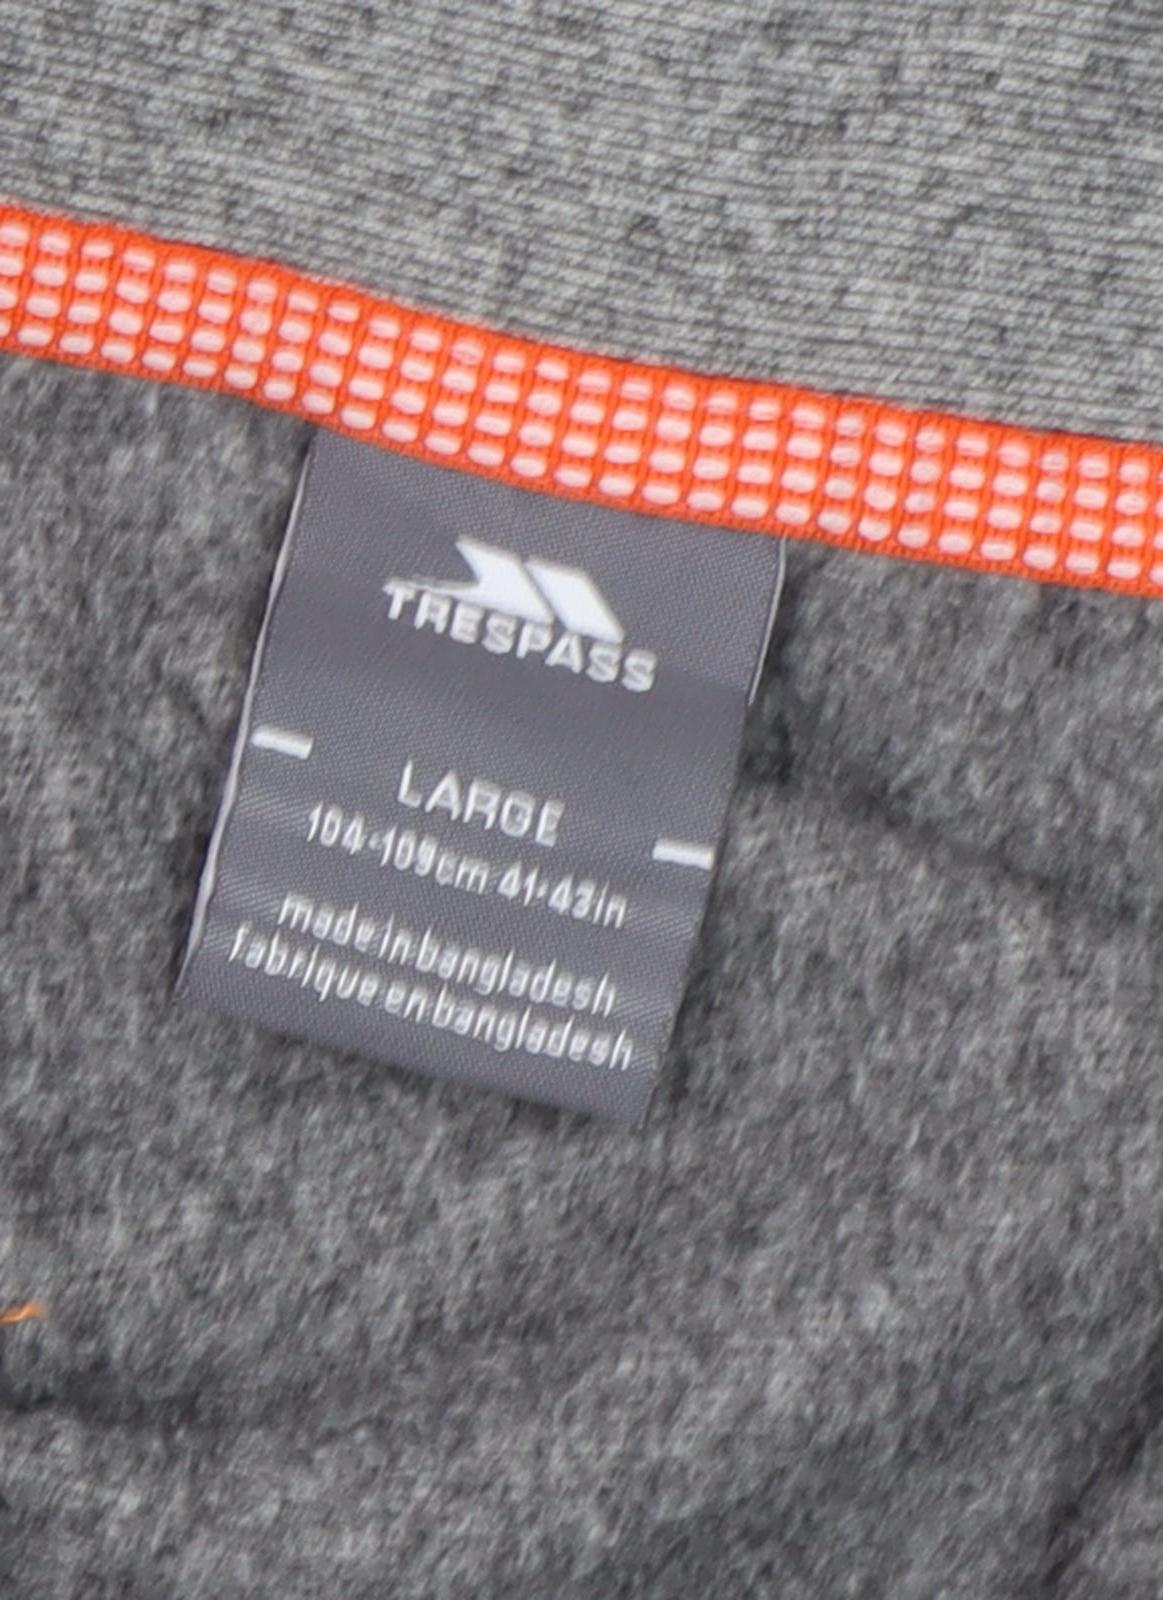 TRESPASS
LARGE
104-109cm 41-43in
made in bangladesh
fabrique en bangladesh